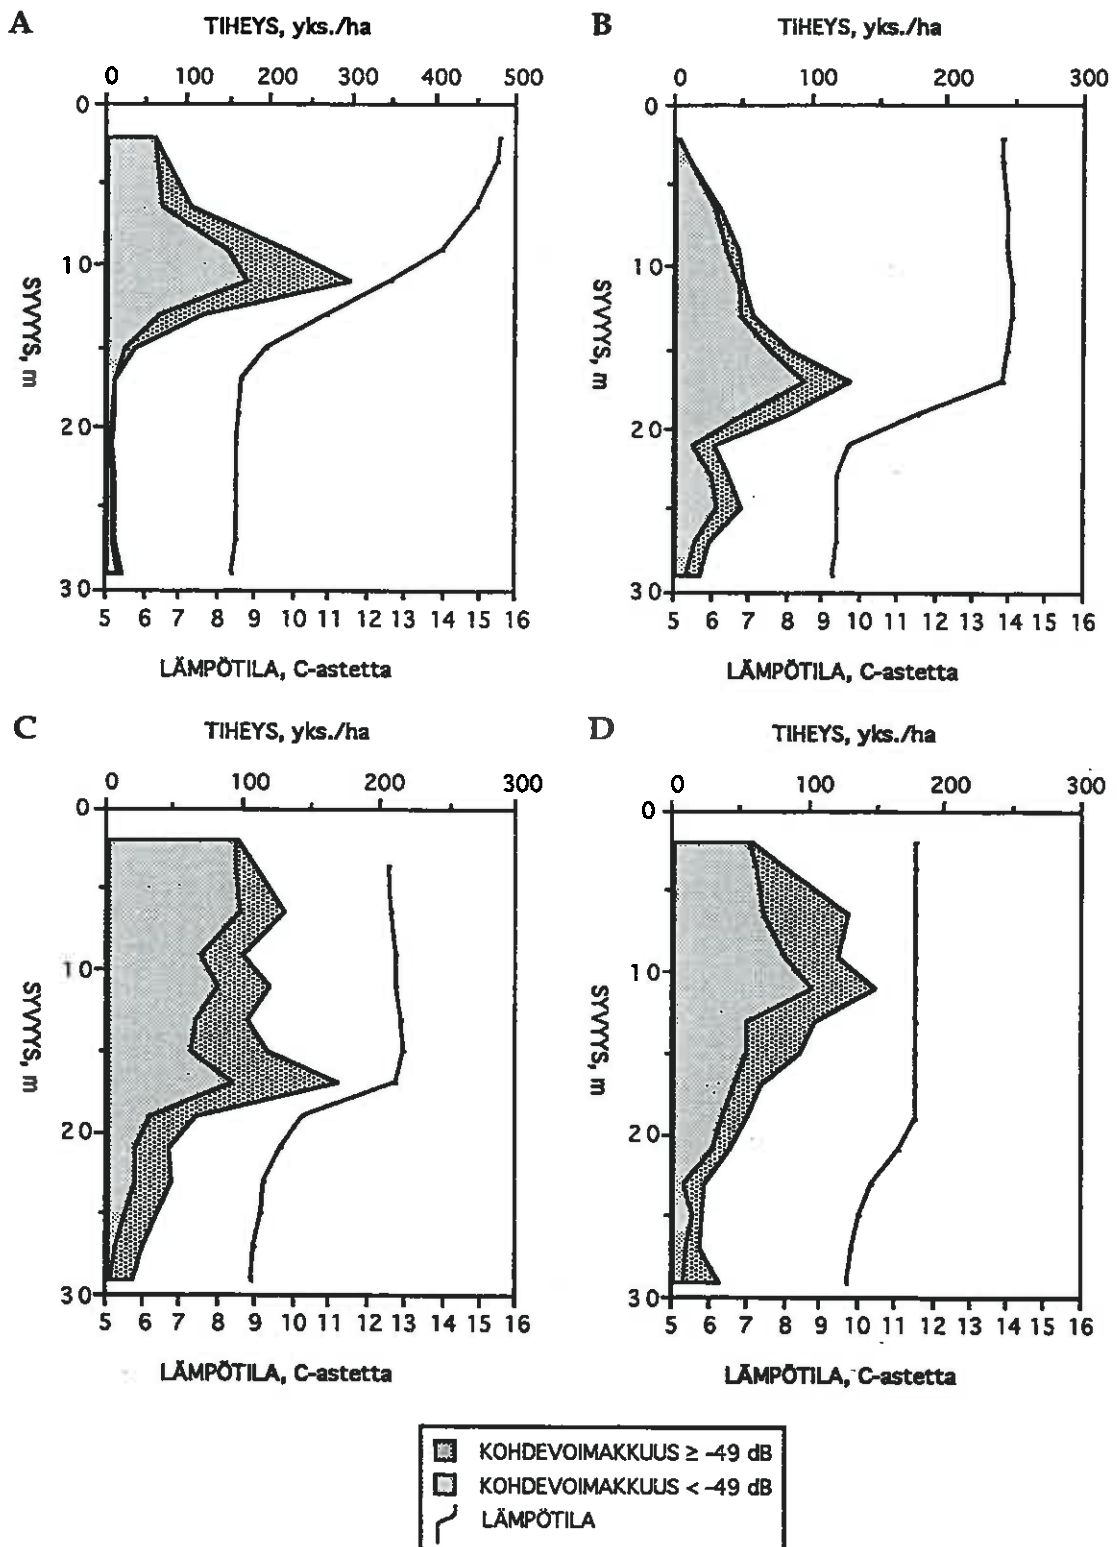 A
TIHEYS, yks./ha
0 100 200 300 400 500
0
10
20
30
SYVYYS, m
5 6 7 8 9 10 11 12 13 14 15 16
LÄMPÖTILA, C-astetta
B
TIHEYS, yks./ha
0 100 200 300
0
10
20
30
SYVYYS, m
5 6 7 8 9 10 11 12 13 14 15 16
LÄMPÖTILA, C-astetta
C
TIHEYS, yks./ha
0 100 200 300
0
10
20
30
SYVYYS, m
5 6 7 8 9 10 11 12 13 14 15 16
LÄMPÖTILA, C-astetta
D
TIHEYS, yks./ha
0 100 200 300
0
10
20
30
SYVYYS, m
5 6 7 8 9 10 11 12 13 14 15 16
LÄMPÖTILA, C-astetta
KOHDEVOIMAKKUUS ≥ -49 dB
KOHDEVOIMAKKUUS < -49 dB
LÄMPÖTILA